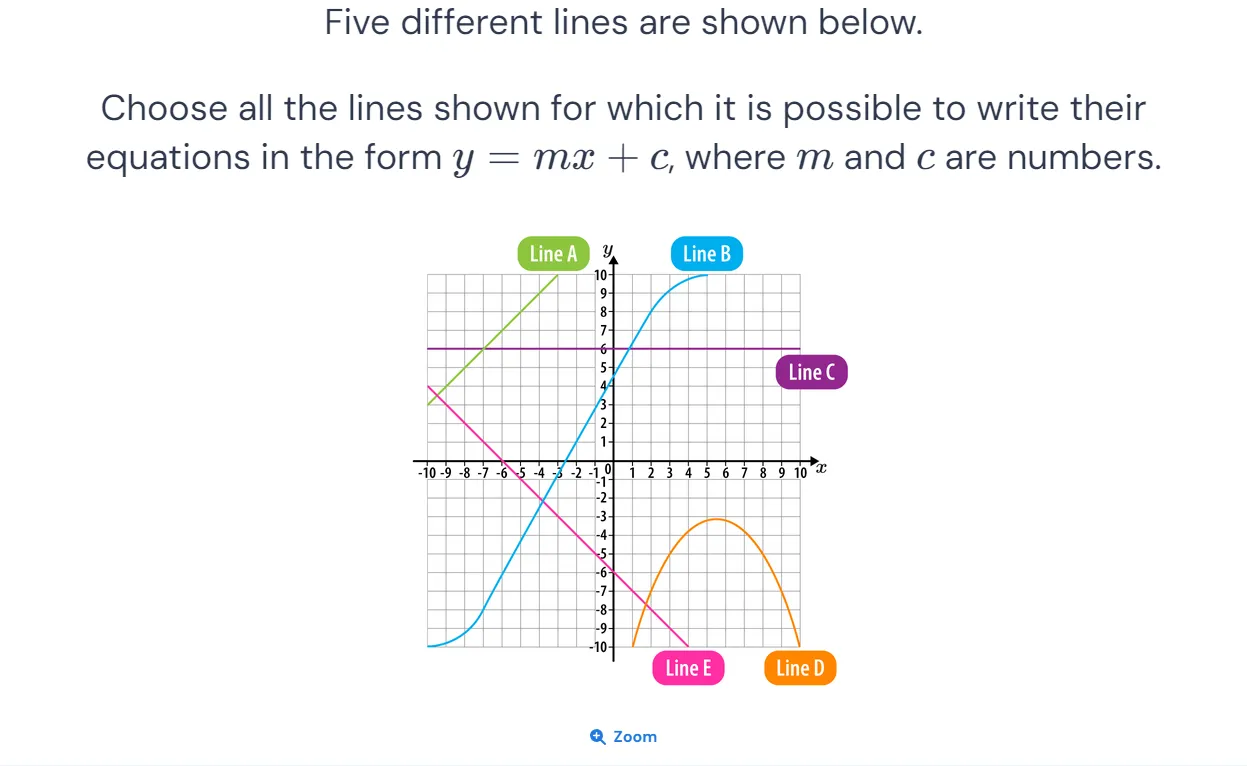 Five different lines are shown below.
Choose all the lines shown for which it is possible to write their
equations in the form y = mx + c, where m and c are numbers.
Line A
y
Line B
10
9
8
7
6
5
4
3
2
1
Line C
-10 -9 -8 -7 -6 -5 -4 -3 -2 -1 0 1 2 3 4 5 6 7 8 9 10 x
-1
-2
-3
-4
-5
-6
-7
-8
-9
-10
Line E
Line D
Zoom